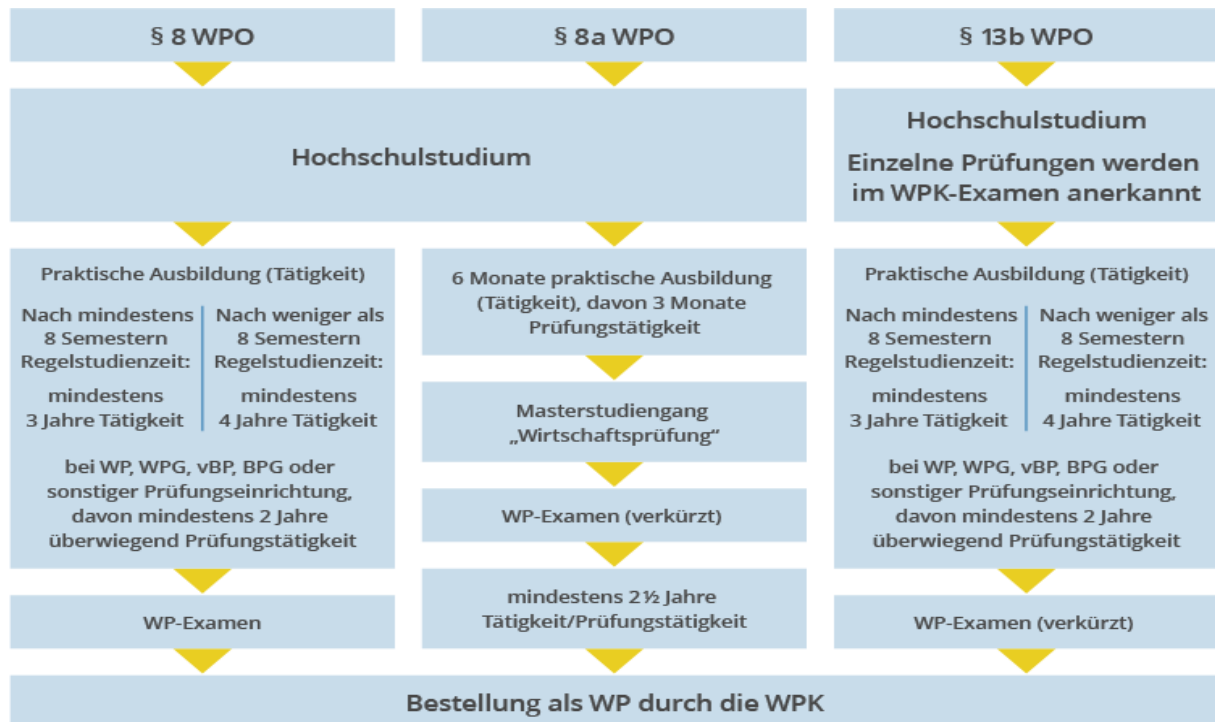 § 8 WPO
§ 8a WPO
§ 13b WPO
Hochschulstudium
Hochschulstudium
Einzelne Prüfungen werden
im WPK-Examen anerkannt
Praktische Ausbildung (Tätigkeit)
Nach mindestens
8 Semestern
Regelstudienzeit:
mindestens
3 Jahre Tätigkeit
Nach weniger als
8 Semestern
Regelstudienzeit:
mindestens
4 Jahre Tätigkeit
bei WP, WPG, vBP, BPG oder
sonstiger Prüfungseinrichtung,
davon mindestens 2 Jahre
überwiegend Prüfungstätigkeit
WP-Examen
6 Monate praktische Ausbildung
(Tätigkeit), davon 3 Monate
Prüfungstätigkeit
Masterstudiengang
„Wirtschaftsprüfung“
WP-Examen (verkürzt)
mindestens 2½ Jahre
Tätigkeit/Prüfungstätigkeit
Praktische Ausbildung (Tätigkeit)
Nach mindestens
8 Semestern
Regelstudienzeit:
mindestens
3 Jahre Tätigkeit
Nach weniger als
8 Semestern
Regelstudienzeit:
mindestens
4 Jahre Tätigkeit
bei WP, WPG, vBP, BPG oder
sonstiger Prüfungseinrichtung,
davon mindestens 2 Jahre
überwiegend Prüfungstätigkeit
WP-Examen (verkürzt)
Bestellung als WP durch die WPK